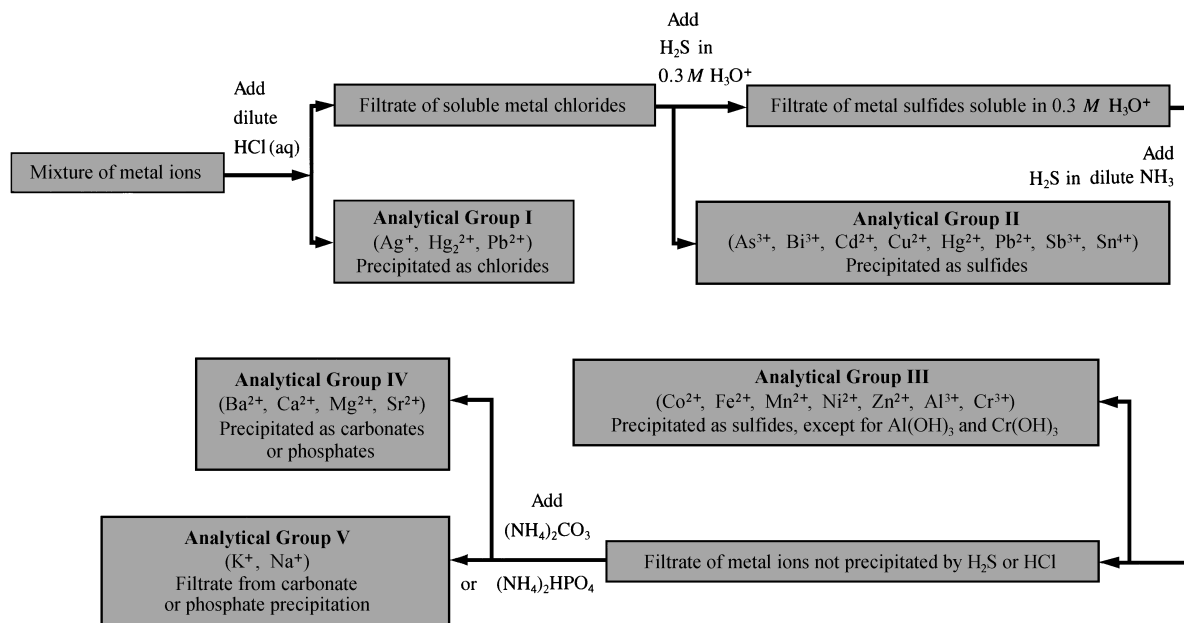 Add
H₂S in
0.3 M H₃O⁺
Add
dilute
HCl (aq)
Filtrate of soluble metal chlorides
Filtrate of metal sulfides soluble in 0.3 M H₃O⁺
Mixture of metal ions
Add
H₂S in dilute NH₃
Analytical Group I
(Ag⁺, Hg₂²⁺, Pb²⁺)
Precipitated as chlorides
Analytical Group II
(As³⁺, Bi³⁺, Cd²⁺, Cu²⁺, Hg²⁺, Pb²⁺, Sb³⁺, Sn⁴⁺)
Precipitated as sulfides
Analytical Group IV
(Ba²⁺, Ca²⁺, Mg²⁺, Sr²⁺)
Precipitated as carbonates
or phosphates
Analytical Group III
(Co²⁺, Fe²⁺, Mn²⁺, Ni²⁺, Zn²⁺, Al³⁺, Cr³⁺)
Precipitated as sulfides, except for Al(OH)₃ and Cr(OH)₃
Analytical Group V
(K⁺, Na⁺)
Filtrate from carbonate
or phosphate precipitation
Add
(NH₄)₂CO₃
or (NH₄)₂HPO₄
Filtrate of metal ions not precipitated by H₂S or HCl